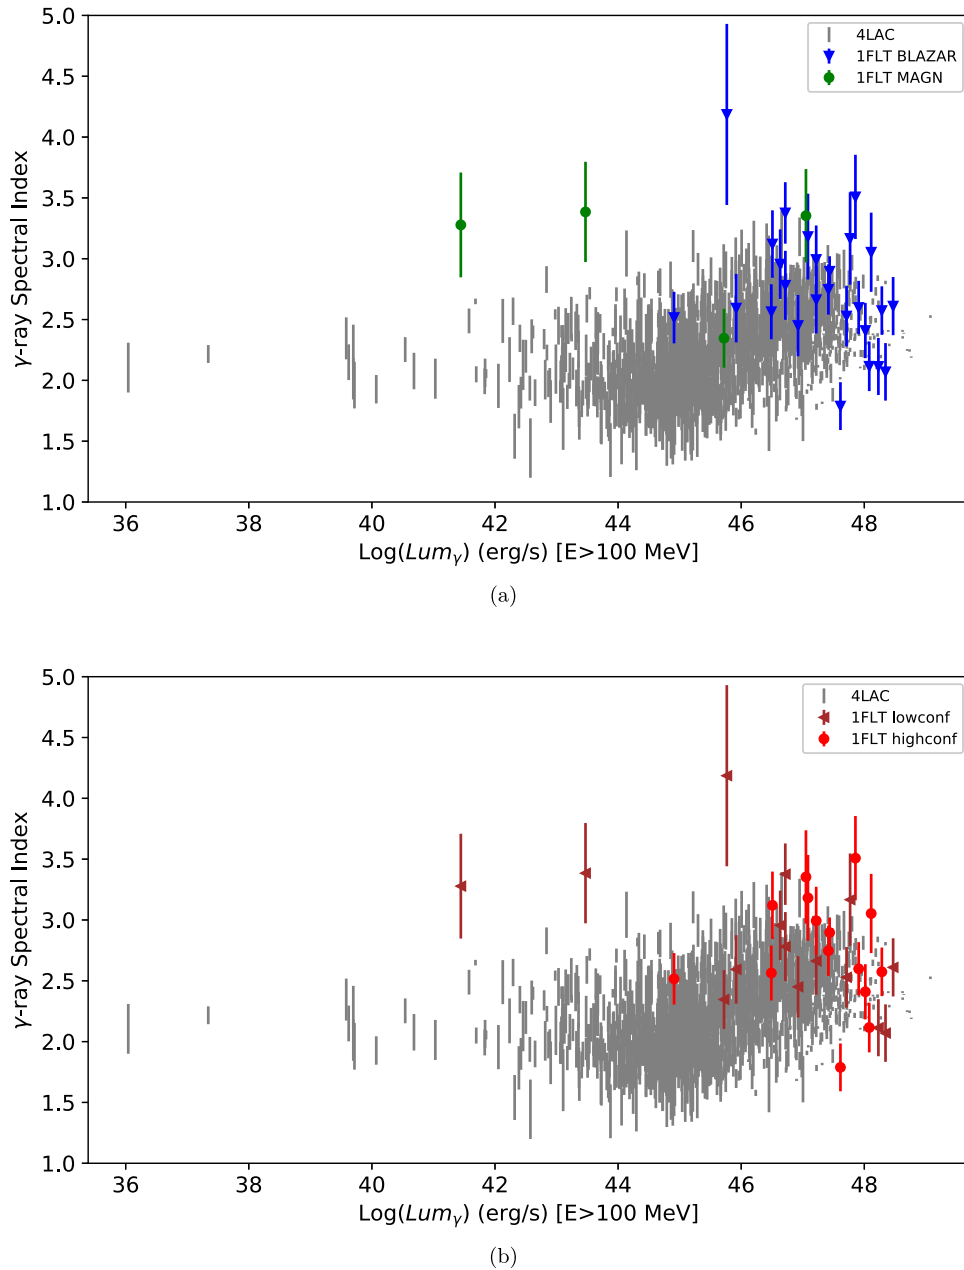 5.0
4.5
4.0
3.5
3.0
2.5
2.0
1.5
1.0
γ-ray Spectral Index
4LAC
1FLT BLAZAR
1FLT MAGN
36 38 40 42 44 46 48
Log(Lumγ) (erg/s) [E>100 MeV]
(a)
5.0
4.5
4.0
3.5
3.0
2.5
2.0
1.5
1.0
γ-ray Spectral Index
4LAC
1FLT lowconf
1FLT highconf
36 38 40 42 44 46 48
Log(Lumγ) (erg/s) [E>100 MeV]
(b)